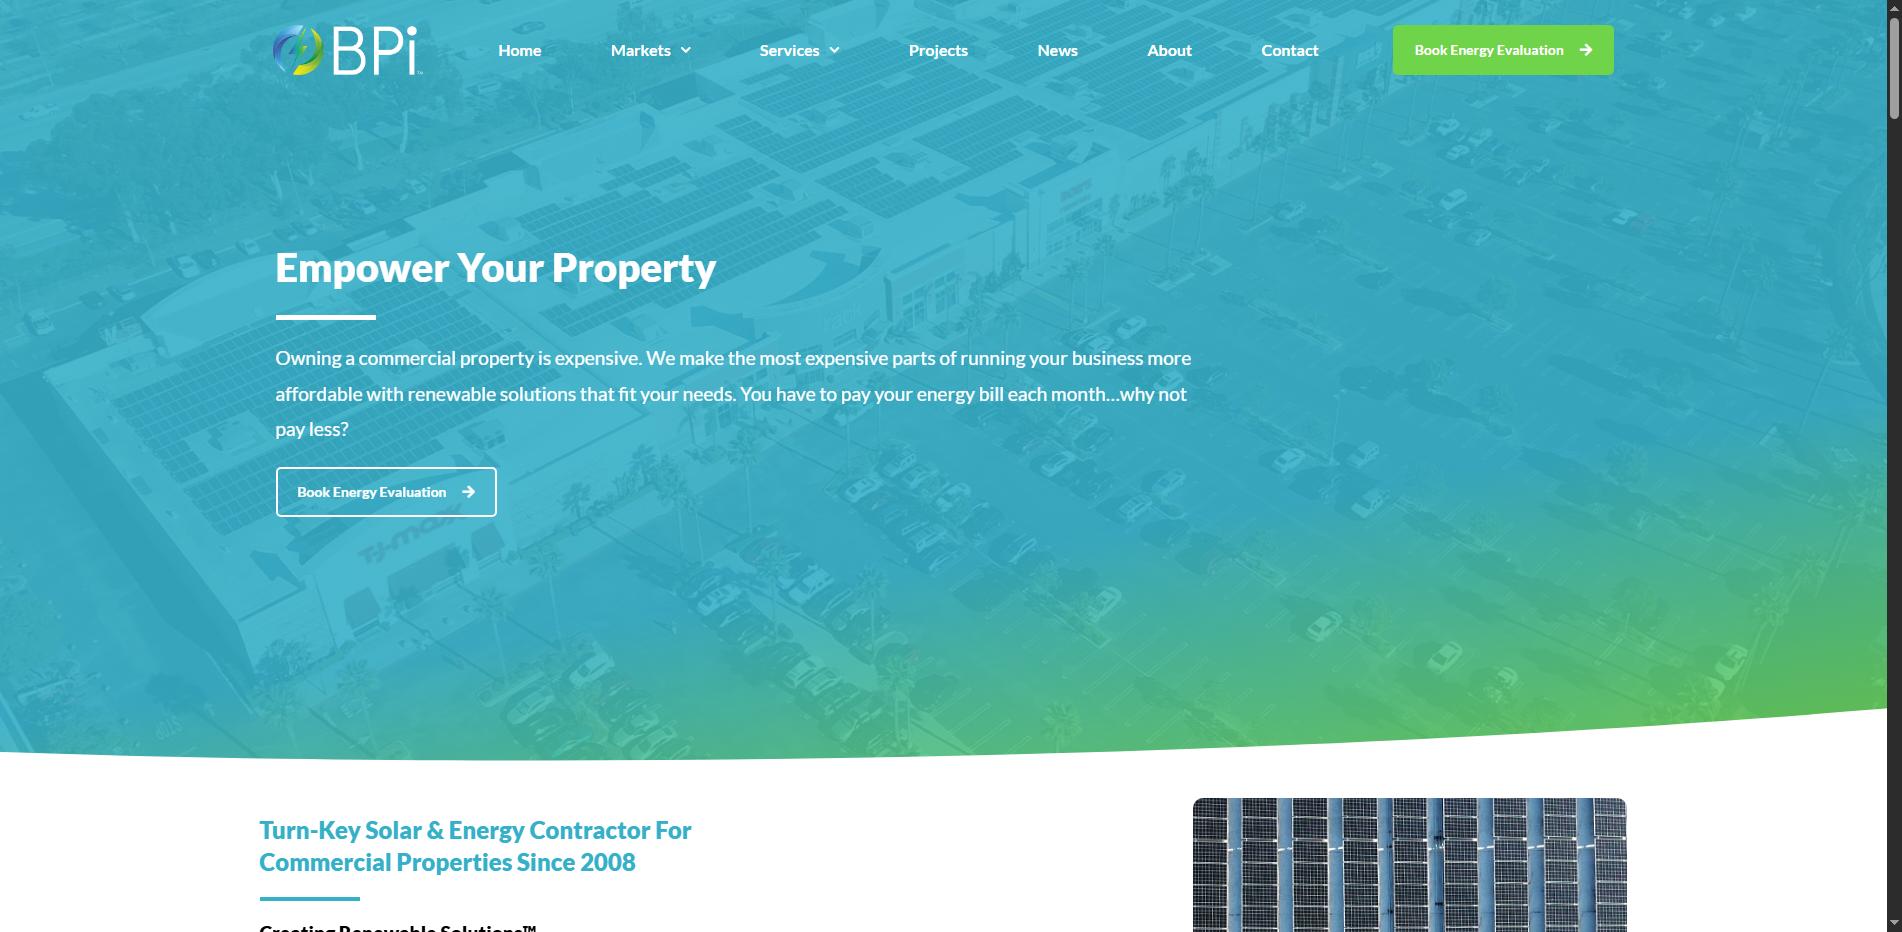 BPi
Home
Markets
Services
Projects
News
About
Contact
Book Energy Evaluation
Empower Your Property
Owning a commercial property is expensive. We make the most expensive parts of running your business more
affordable with renewable solutions that fit your needs. You have to pay your energy bill each month...why not
pay less?
Book Energy Evaluation
T.J.maxx
Turn-Key Solar & Energy Contractor For
Commercial Properties Since 2008
Creating Renewable Solutions™